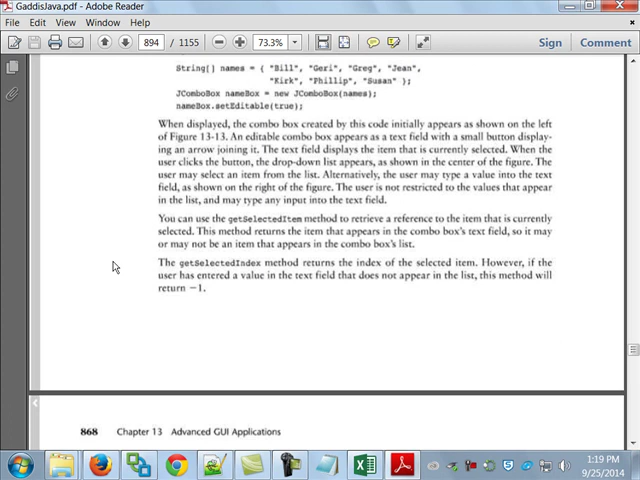 GaddisJava.pdf - Adobe Reader
File Edit View Window Help
894 / 1155 73.3% Sign Comment
String[] names = { "Bill", "Geri", "Greg", "Jean",
"Kirk", "Phillip", "Susan" };
JComboBox nameBox = new JComboBox(names);
nameBox.setEditable(true);
When displayed, the combo box created by this code initially appears as shown on the left
of Figure 13-13. An editable combo box appears as a text field with a small button display-
ing an arrow joining it. The text field displays the item that is currently selected. When the
user clicks the button, the drop-down list appears, as shown in the center of the figure. The
user may select an item from the list. Alternatively, the user may type a value into the text
field, as shown on the right of the figure. The user is not restricted to the values that appear
in the list, and may type any input into the text field.
You can use the getSelectedItem method to retrieve a reference to the item that is currently
selected. This method returns the item that appears in the combo box's text field, so it may
or may not be an item that appears in the combo box's list.
The getSelectedIndex method returns the index of the selected item. However, if the
user has entered a value in the text field that does not appear in the list, this method will
return −1.
868 Chapter 13 Advanced GUI Applications
1:19 PM
9/25/2014